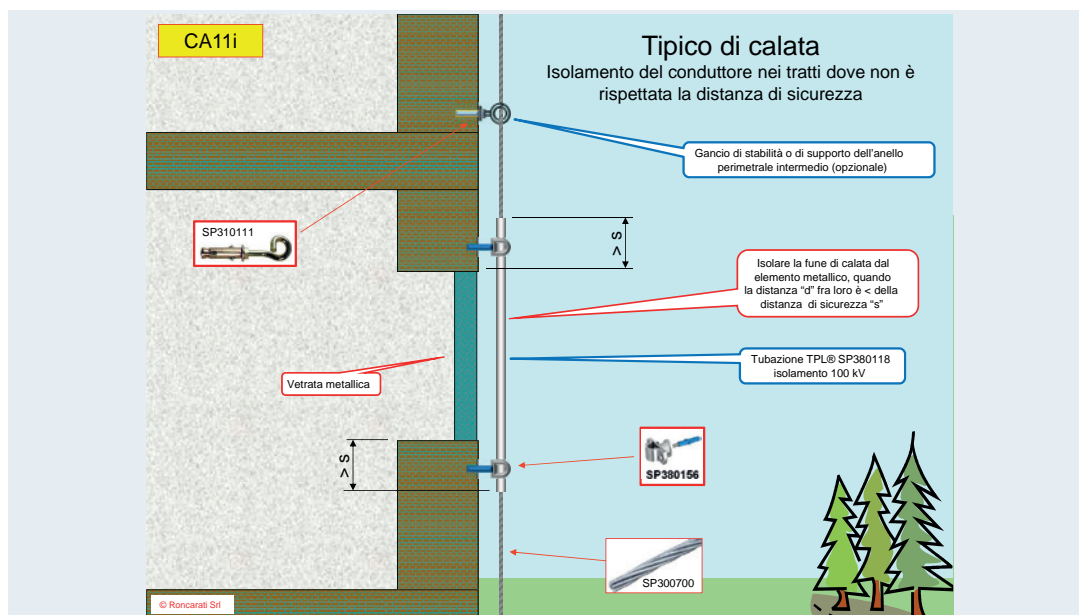 CA11i
Tipico di calata
Isolamento del conduttore nei tratti dove non è
rispettata la distanza di sicurezza
Gancio di stabilità o di supporto dell'anello
perimetrale intermedio (opzionale)
SP310111
> s
Isolare la fune di calata dal
elemento metallico, quando
la distanza "d" fra loro è < della
distanza di sicurezza "s"
Tubazione TPL® SP380118
isolamento 100 kV
Vetrata metallica
> s
SP380156
SP300700
© Roncarati Srl